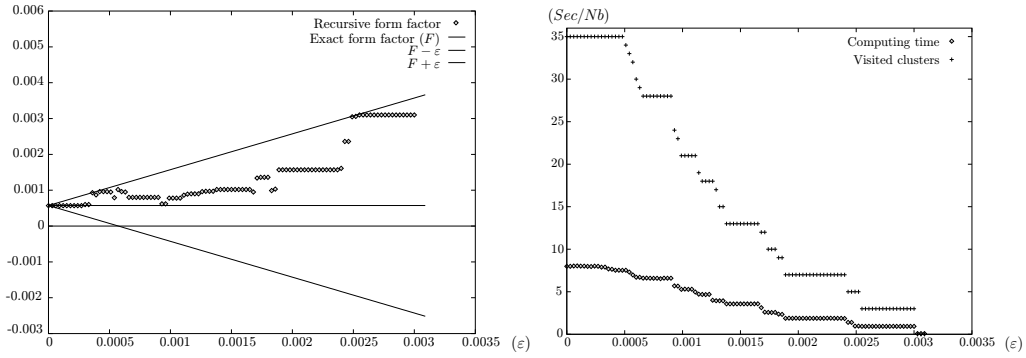 0.006
0.005
0.004
0.003
0.002
0.001
0
-0.001
-0.002
-0.003
0 0.0005 0.001 0.0015 0.002 0.0025 0.003 0.0035 (ε)
Recursive form factor
Exact form factor (F)
F − ε
F + ε
(Sec/Nb)
35
30
25
20
15
10
5
0
0 0.0005 0.001 0.0015 0.002 0.0025 0.003 0.0035 (ε)
Computing time
Visited clusters